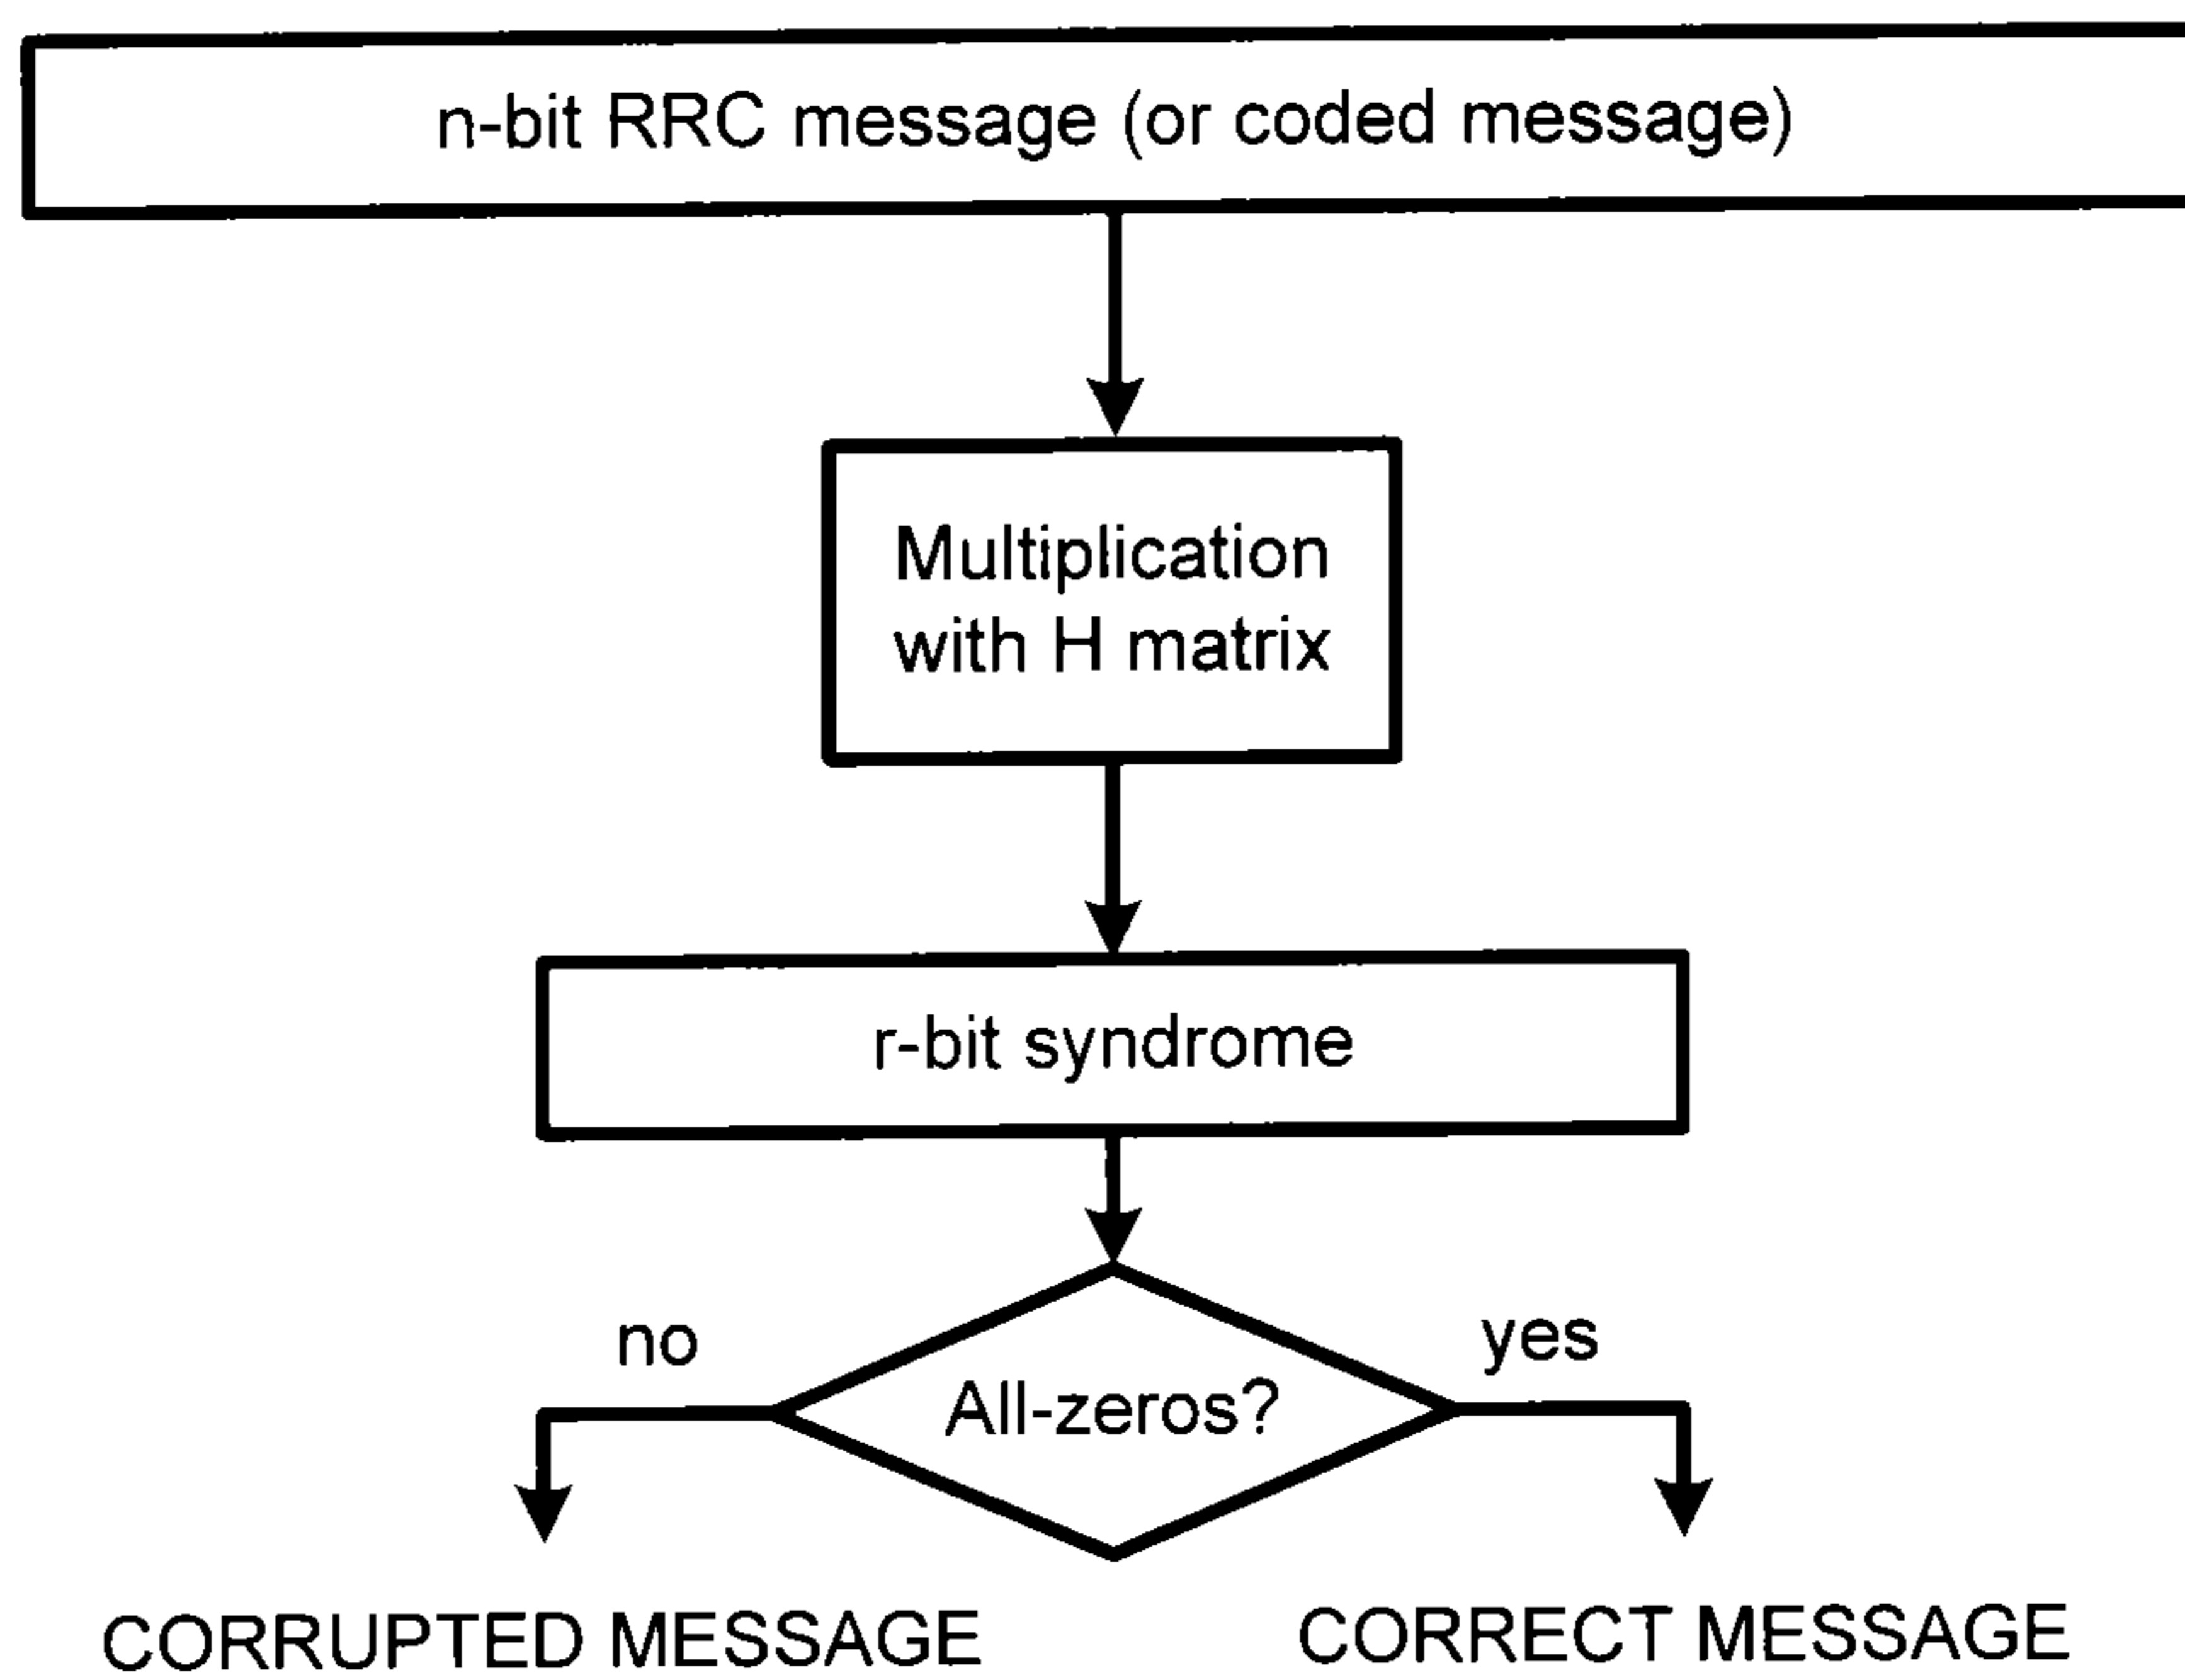 n-bit RRC message (or coded message)
Multiplication
with H matrix
r-bit syndrome
no
yes
All-zeros?
CORRUPTED MESSAGE
CORRECT MESSAGE